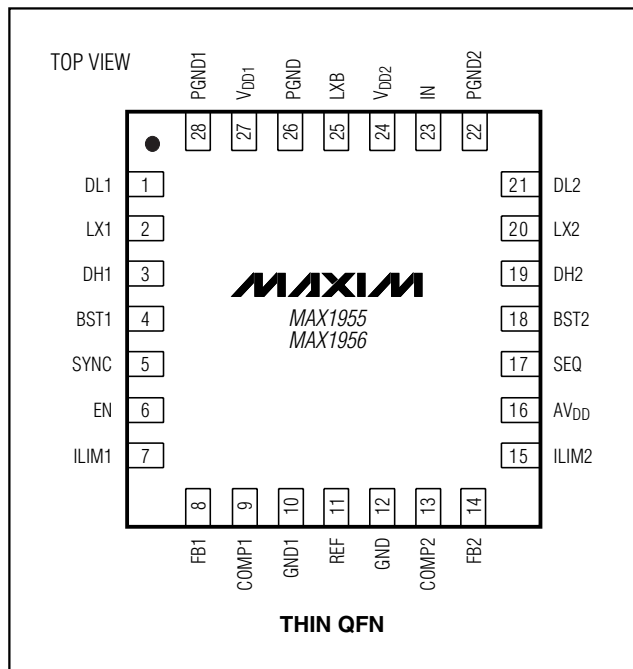 TOP VIEW
PGND1
VDD1
PGND
LXB
VDD2
IN
PGND2
28 27 26 25 24 23 22
DL1 1
LX1 2
DH1 3
BST1 4
SYNC 5
EN 6
ILIM1 7
MAXIM
MAX1955
MAX1956
21 DL2
20 LX2
19 DH2
18 BST2
17 SEQ
16 AVDD
15 ILIM2
8 9 10 11 12 13 14
FB1
COMP1
GND1
REF
GND
COMP2
FB2
THIN QFN